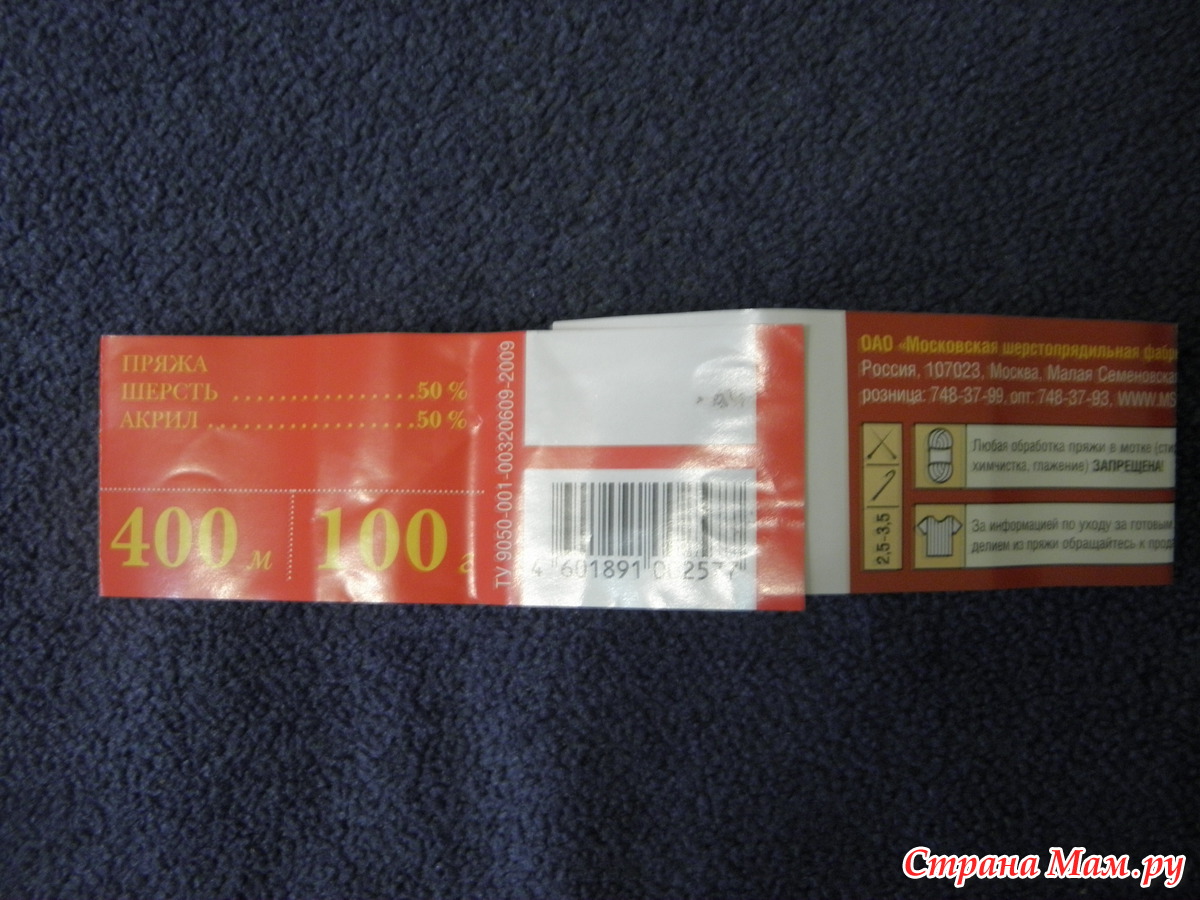 ПРЯЖА
ШЕРСТЬ ..................50 %
АКРИЛ .....................50 %
400 м
100 г
ТУ 9050-001-00320609-2009
4 601891 0 257
ОАО «Московская шерстопрядильная
Россия, 107023, Москва, Малая
розница: 748-37-99, опт: 748-37-93, WWW.MS
2,5-3,5
Любая обработка пряжи в мотке
химчистка, глажение) ЗАПРЕЩЕНА!
За информацией по уходу за готовым
делием из пряжи обращайтесь к
Страна Мам.ру